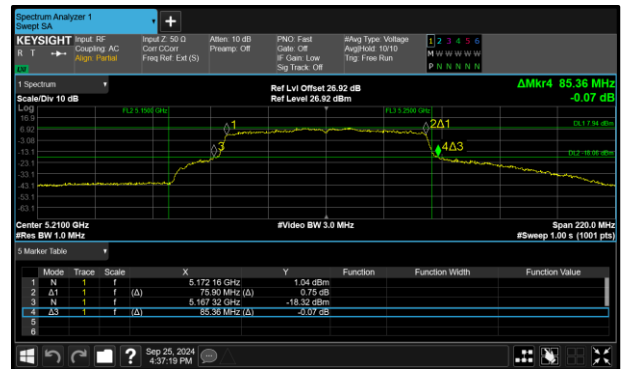 Spectrum Analyzer 1
Swept SA
KEYSIGHT
R T
Input: RF
Coupling: AC
Align: Partial
Input Z: 50 Ω
Corr CCorr
Freq Ref: Ext (S)
Atten: 10 dB
Preamp: Off
PNO: Fast
Gate: Off
IF Gain: Low
Sig Track: Off
#Avg Type: Voltage
Avg|Hold: 10/10
Trig: Free Run
1 2 3 4 5 6
M W W W W W
P N N N N N
1 Spectrum
Scale/Div 10 dB
Ref Lvl Offset 26.92 dB
Ref Level 26.92 dBm
ΔMkr4 85.36 MHz
-0.07 dB
Log
16.9
6.92
-3.08
-13.1
-23.1
-33.1
-43.1
-53.1
-63.1
FL2 5.1500 GHz
FL3 5.2500 GHz
1
2Δ1
3
4Δ3
DL1 7.94 dBm
Center 5.2100 GHz
#Res BW 1.0 MHz
#Video BW 3.0 MHz
Span 220.0 MHz
#Sweep 1.00 s (1001 pts)
5 Marker Table
Mode Trace Scale X Y Function Function Width Function Value
1 N 1 f 5.172 16 GHz 1.04 dBm
2 Δ1 1 f (Δ) 75.90 MHz (Δ) 0.75 dB
3 N 1 f 5.167 32 GHz -18.32 dBm
4 Δ3 1 f (Δ) 85.36 MHz (Δ) -0.07 dB
5
6
?
Sep 25, 2024
4:37:19 PM